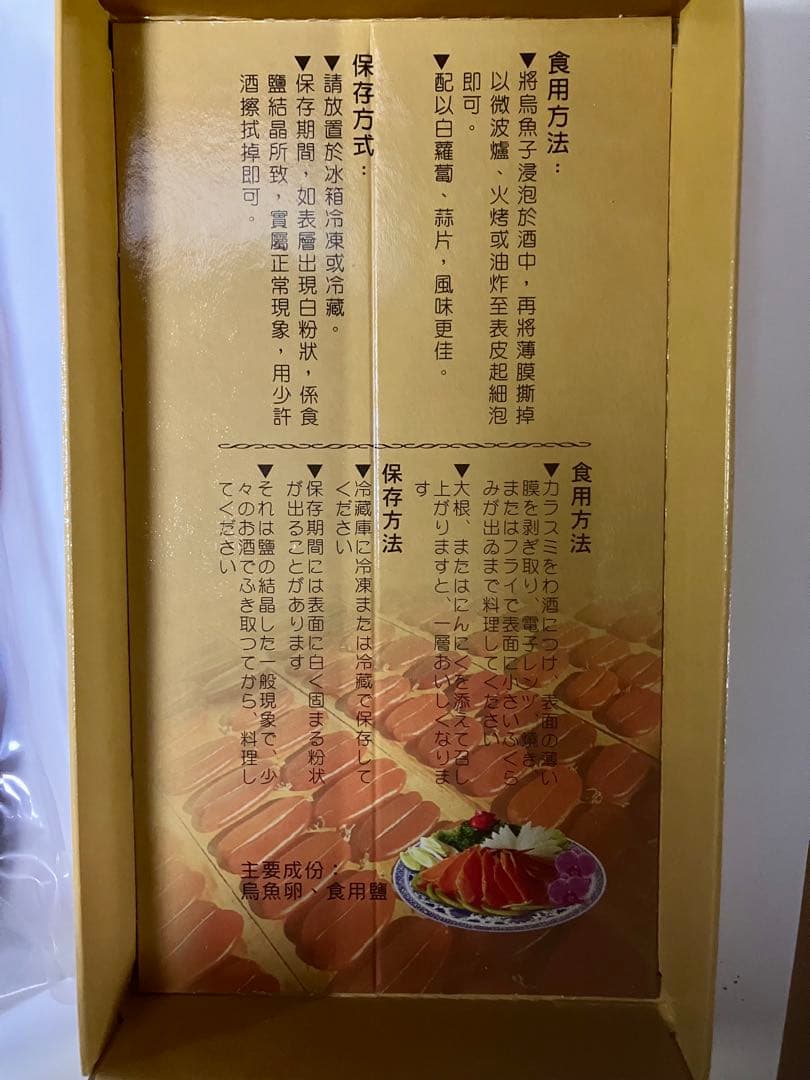 食用方法：
▼將烏魚子浸泡於酒中，再將薄膜撕掉
以微波爐、火烤或油炸至表皮起細泡
即可。
▼配以白蘿蔔、蒜片，風味更佳。
保存方式：
▼請放置於冰箱冷凍或冷藏。
▼保存期間，如表層出現白粉狀，係食
鹽結晶所致，實屬正常現象，用少許
酒擦拭掉即可。
食用方法
▼カラスミをわ酒につけ、表面の薄い
膜を剥ぎ取り、電子レンツ、焼き、
またはフライで表面に小さいふくら
みが出るまで料理してください
▼大根、またはにんにくを添えて召し
上がりますと、一層おいしくなりま
す
保存方法
▼冷蔵庫に冷凍または冷蔵で保存して
ください
▼保存期間には表面に白く固まる粉状
が出ることがあります
▼それは鹽の結晶した一般現象で、少
々のお酒でふき取つてから、料理し
てください
主要成份：
烏魚卵、食用鹽